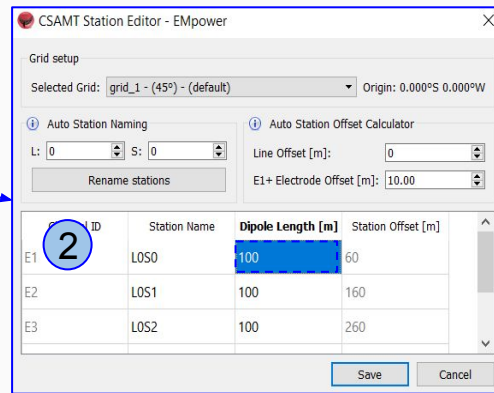 CSAMT Station Editor - EMpower
Grid setup
Selected Grid: grid_1 - (45º) - (default) Origin: 0.000°S 0.000°W
Auto Station Naming
L: 0 S: 0
Rename stations
Auto Station Offset Calculator
Line Offset [m]: 0
E1+ Electrode Offset [m]: 10.00
ID Station Name Dipole Length [m] Station Offset [m]
2
E1 L0S0 100 60
E2 L0S1 100 160
E3 L0S2 100 260
Save Cancel